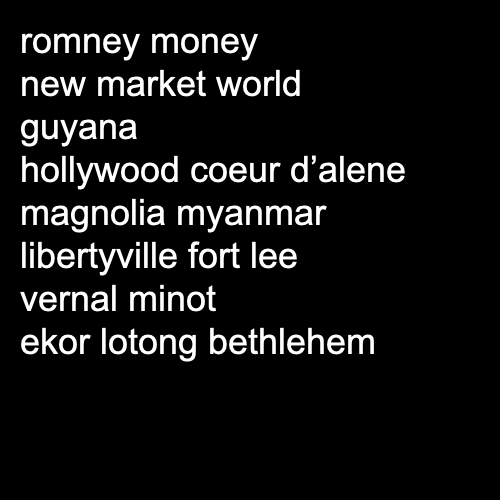 romney money
new market world
guyana
hollywood coeur d’alene
magnolia myanmar
libertyville fort lee
vernal minot
ekor lotong bethlehem